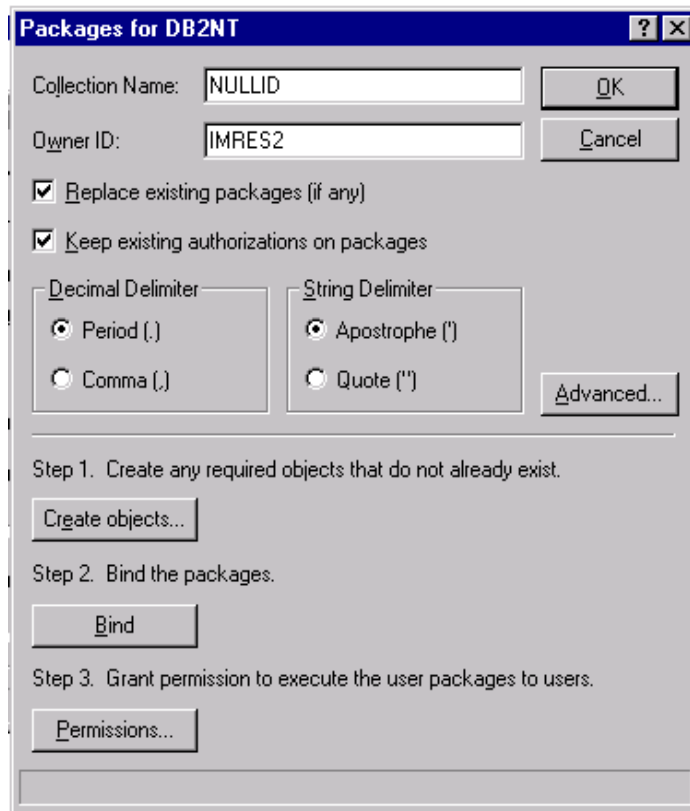 Packages for DB2NT
Collection Name: NULLID OK
Owner ID: IMRES2 Cancel
Replace existing packages (if any)
Keep existing authorizations on packages
Decimal Delimiter String Delimiter
Period (.) Apostrophe (')
Comma (,) Quote (")
Advanced...
Step 1. Create any required objects that do not already exist.
Create objects...
Step 2. Bind the packages.
Bind
Step 3. Grant permission to execute the user packages to users.
Permissions...